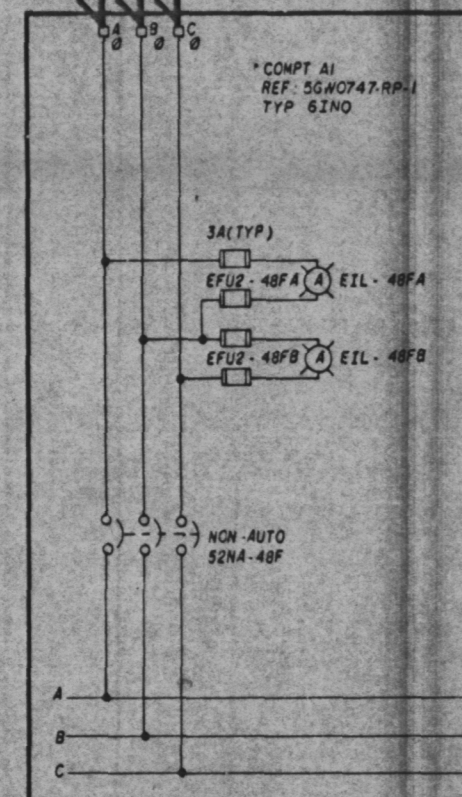 A B C
Ø Ø Ø
* COMPT A1
REF: 5GW0747-RP-1
TYP 6INO
3A(TYP)
EFU2 - 48FA A EIL - 48FA
EFU2 - 48FB A EIL - 48FB
NON-AUTO
52NA-48F
A
B
C